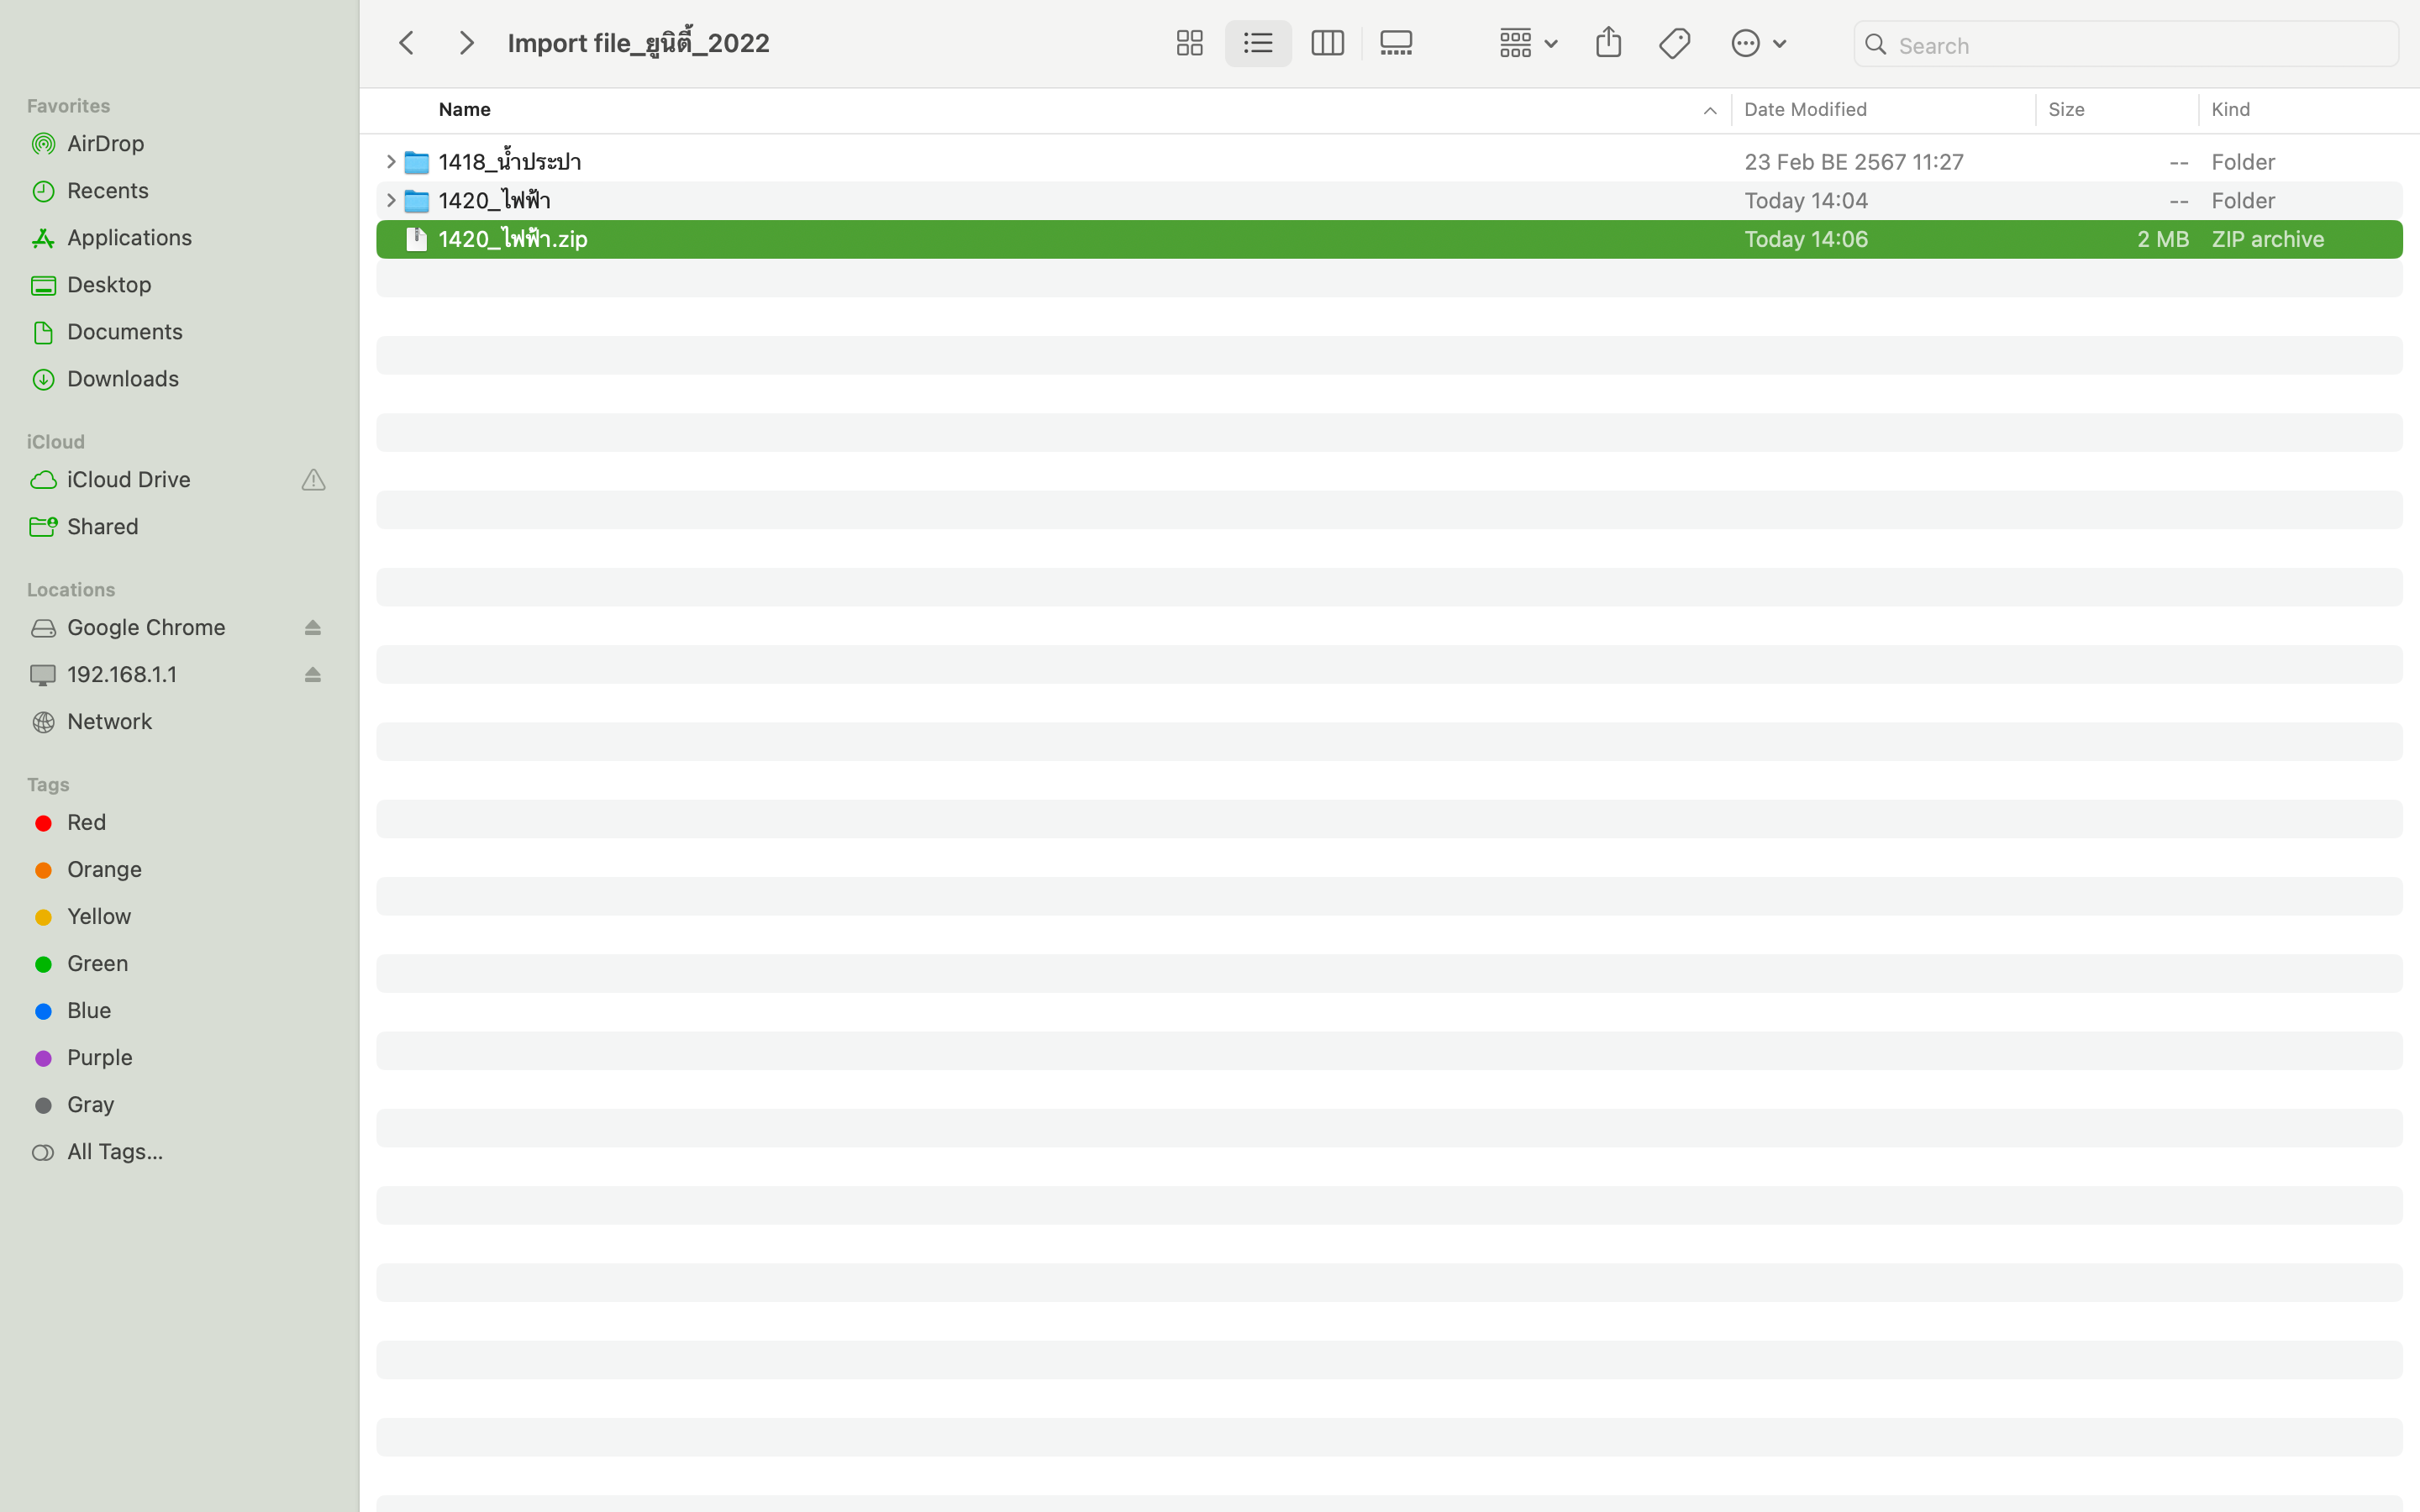 Import file_ยูนิตี้_2022
Search
Favorites
AirDrop
Recents
Applications
Desktop
Documents
Downloads
iCloud
iCloud Drive
Shared
Locations
Google Chrome
192.168.1.1
Network
Tags
Red
Orange
Yellow
Green
Blue
Purple
Gray
All Tags...
Name Date Modified Size Kind
1418_น้ำประปา 23 Feb BE 2567 11:27 -- Folder
1420_ไฟฟ้า Today 14:04 -- Folder
1420_ไฟฟ้า.zip Today 14:06 2 MB ZIP archive